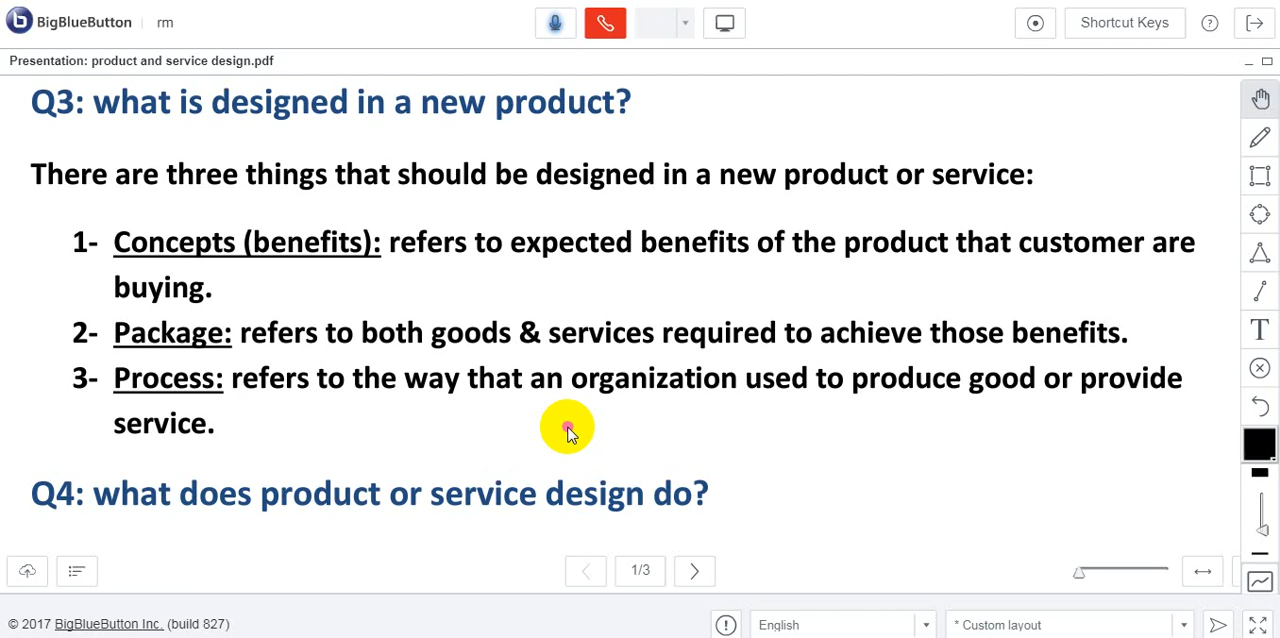 BigBlueButton rm
Shortcut Keys
Presentation: product and service design.pdf
Q3: what is designed in a new product?
There are three things that should be designed in a new product or service:
1- Concepts (benefits): refers to expected benefits of the product that customer are
buying.
2- Package: refers to both goods & services required to achieve those benefits.
3- Process: refers to the way that an organization used to produce good or provide
service.
Q4: what does product or service design do?
1/3
© 2017 BigBlueButton Inc. (build 827)
English
* Custom layout